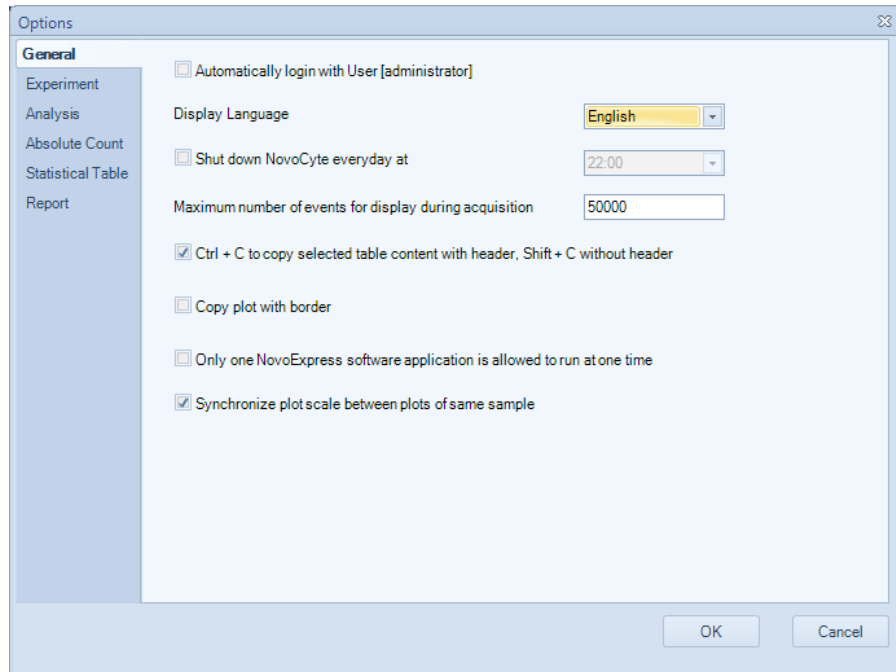 Options
General
Experiment
Analysis
Absolute Count
Statistical Table
Report
Automatically login with User [administrator]
Display Language English
Shut down NovoCyte everyday at 22:00
Maximum number of events for display during acquisition 50000
Ctrl + C to copy selected table content with header, Shift + C without header
Copy plot with border
Only one NovoExpress software application is allowed to run at one time
Synchronize plot scale between plots of same sample
OK Cancel